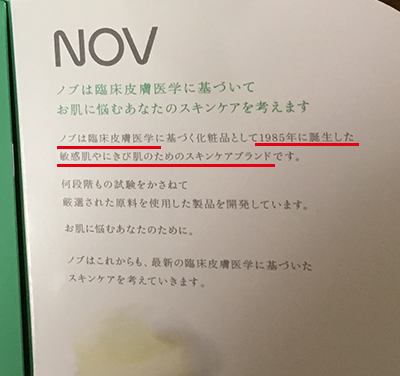 NOV
ノブは臨床皮膚医学に基づいて
お肌に悩むあなたのスキンケアを考えます
ノブは臨床皮膚医学に基づく化粧品として1985年に誕生した
敏感肌やにきび肌のためのスキンケアブランドです。
何段階もの試験をかさねて
厳選された原料を使用した製品を開発しています。
お肌に悩むあなたのために。
ノブはこれからも、最新の臨床皮膚医学に基づいた
スキンケアを考えていきます。